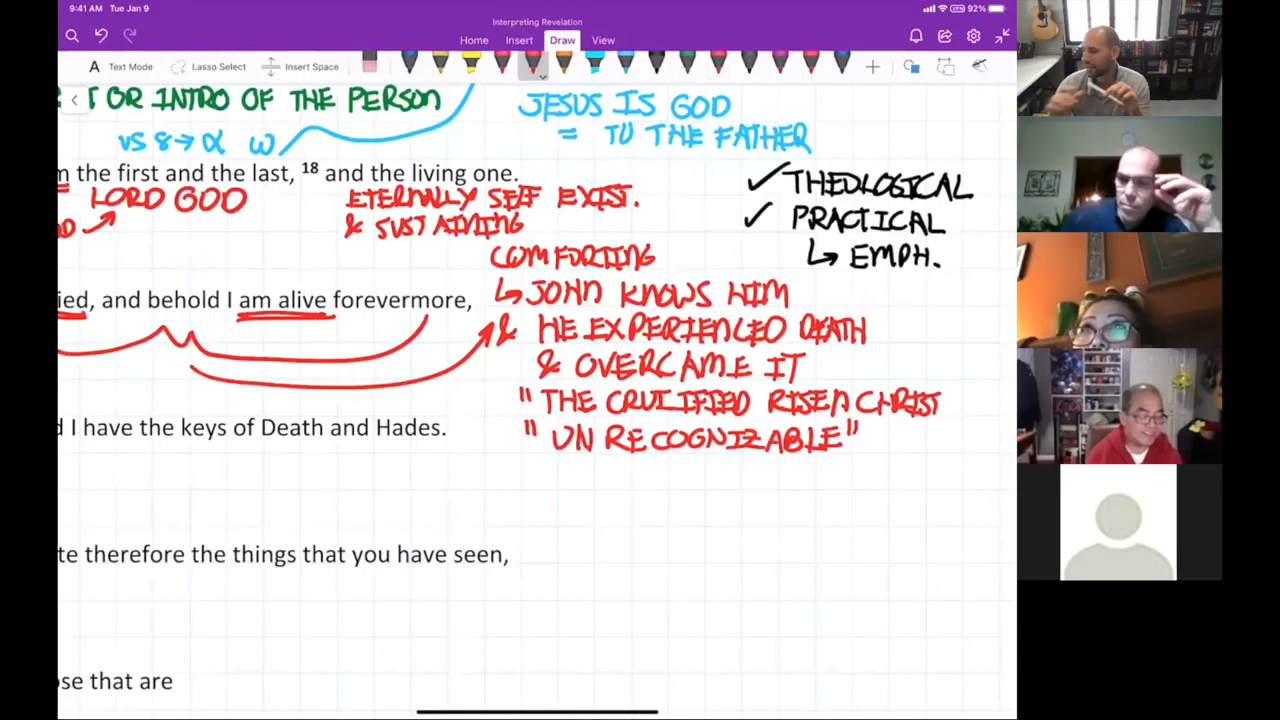 9:41 AM Tue Jan 9
VPN 92%
Interpreting Revelation
Home Insert Draw View
A Text Mode Lasso Select Insert Space
T OR INTRO OF THE PERSON
JESUS IS GOD
= TO THE FATHER
vs 8 → α ω
m the first and the last, 18 and the living one.
LORD GOD
ETERNALLY SELF EXIST.
& SUSTAINING
✓ THEOLOGICAL
✓ PRACTICAL
↳ EMPH.
COMFORTING
↳ JOHN KNOWS HIM
ied, and behold I am alive forevermore,
& HE EXPERIENCED DEATH
& OVERCAME IT
" THE CRUCIFIED RISEN CHRIST
d I have the keys of Death and Hades.
" UN RECOGNIZABLE"
te therefore the things that you have seen,
ose that are